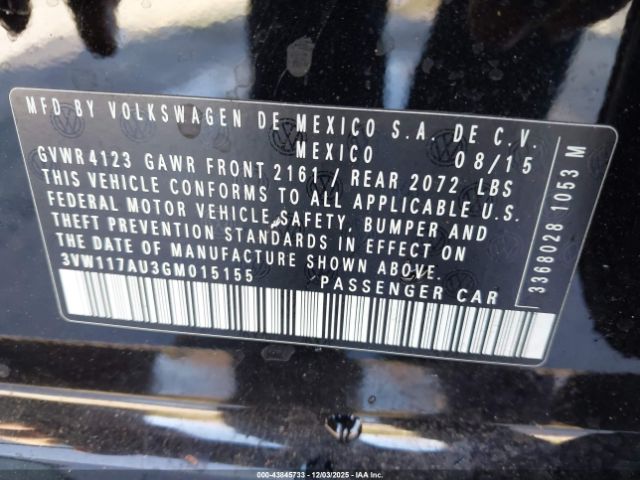 MFD BY VOLKSWAGEN DE MEXICO S.A. DE C.V.
MEXICO 08/15
GVWR 4123 GAWR FRONT 2161 / REAR 2072 LBS
THIS VEHICLE CONFORMS TO ALL APPLICABLE U.S.
FEDERAL MOTOR VEHICLE SAFETY, BUMPER AND
THEFT PREVENTION STANDARDS IN EFFECT ON
THE DATE OF MANUFACTURE SHOWN ABOVE.
3VW117AU3GM015155 PASSENGER CAR
3368028 1053 M
000-43845733 - 12/03/2025 - IAA Inc.